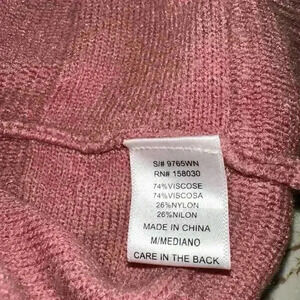 S/# 9765WN
RN# 158030
74%VISCOSE
74%VISCOSA
26%NYLON
26%NILON
MADE IN CHINA
M/MEDIANO
CARE IN THE BACK